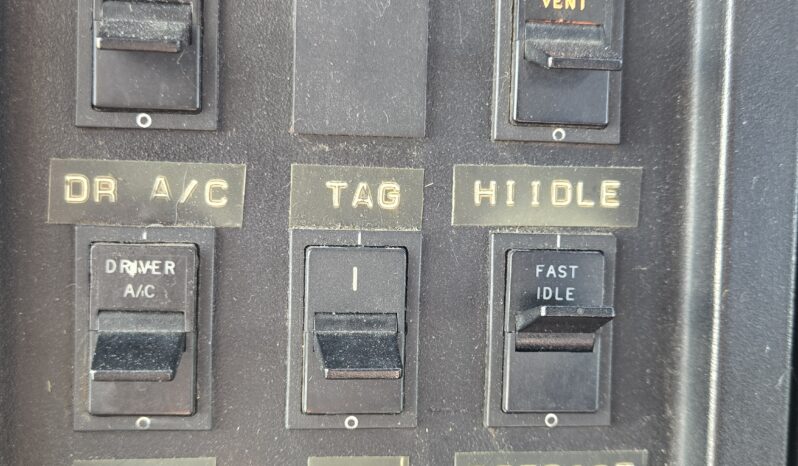 VENT
DR A/C
TAG
HIIDLE
DRIVER
A/C
FAST
IDLE